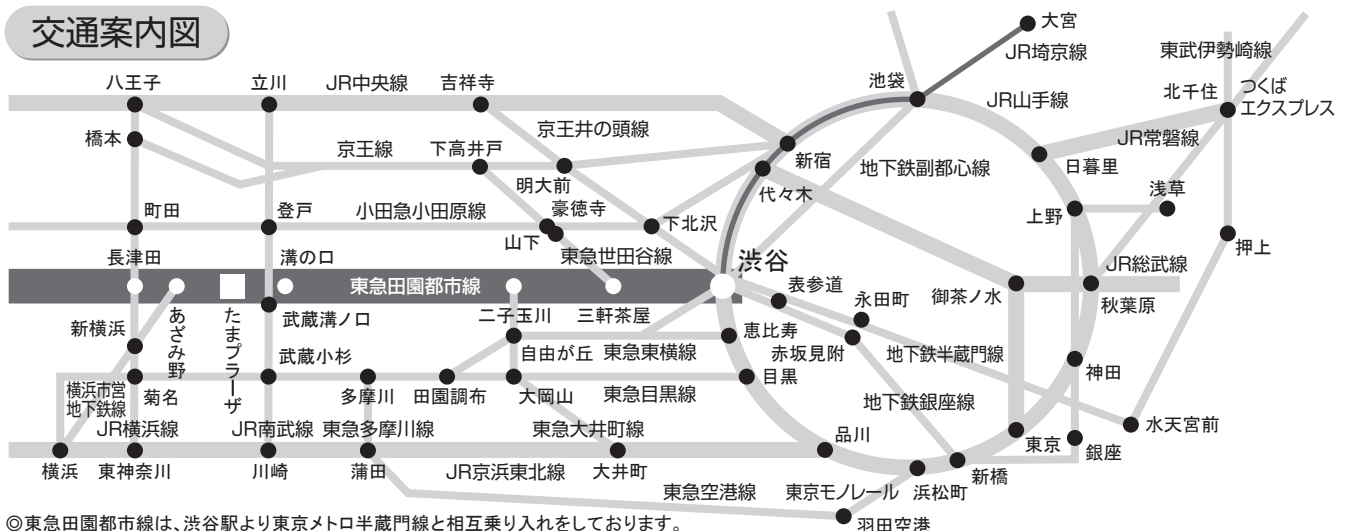 交通案内図
大宮
JR埼京線
東武伊勢崎線
池袋
北千住
つくば
エクスプレス
八王子
立川
JR中央線
吉祥寺
JR山手線
JR常磐線
橋本
京王線
下高井戸
京王井の頭線
明大前
新宿
代々木
地下鉄副都心線
日暮里
浅草
町田
登戸
小田急小田原線
豪徳寺
山下
下北沢
上野
押上
長津田
溝の口
東急田園都市線
東急世田谷線
渋谷
表参道
永田町
御茶ノ水
JR総武線
秋葉原
新横浜
あざみ野
たまプラーザ
武蔵溝ノ口
二子玉川
三軒茶屋
恵比寿
赤坂見附
地下鉄半蔵門線
神田
武蔵小杉
自由が丘
東急東横線
目黒
横浜市営
地下鉄線
菊名
多摩川
田園調布
大岡山
東急目黒線
地下鉄銀座線
水天宮前
JR横浜線
JR南武線
東急多摩川線
東急大井町線
品川
東京
銀座
横浜
東神奈川
川崎
蒲田
JR京浜東北線
大井町
新橋
東急空港線
東京モノレール
浜松町
羽田空港
◎東急田園都市線は、渋谷駅より東京メトロ半蔵門線と相互乗り入れをしております。